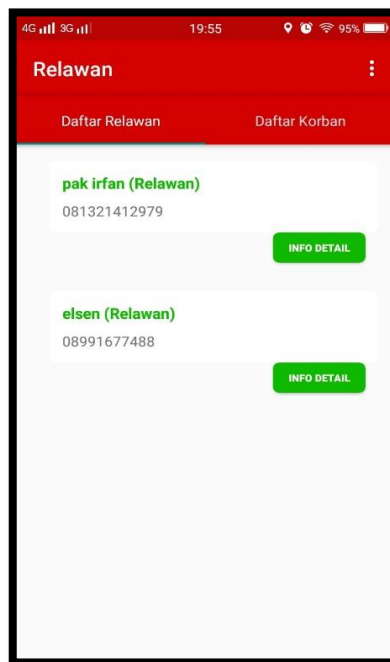 4G 3G 19:55 95%
Relawan
Daftar Relawan Daftar Korban
pak irfan (Relawan)
081321412979
INFO DETAIL
elsen (Relawan)
08991677488
INFO DETAIL